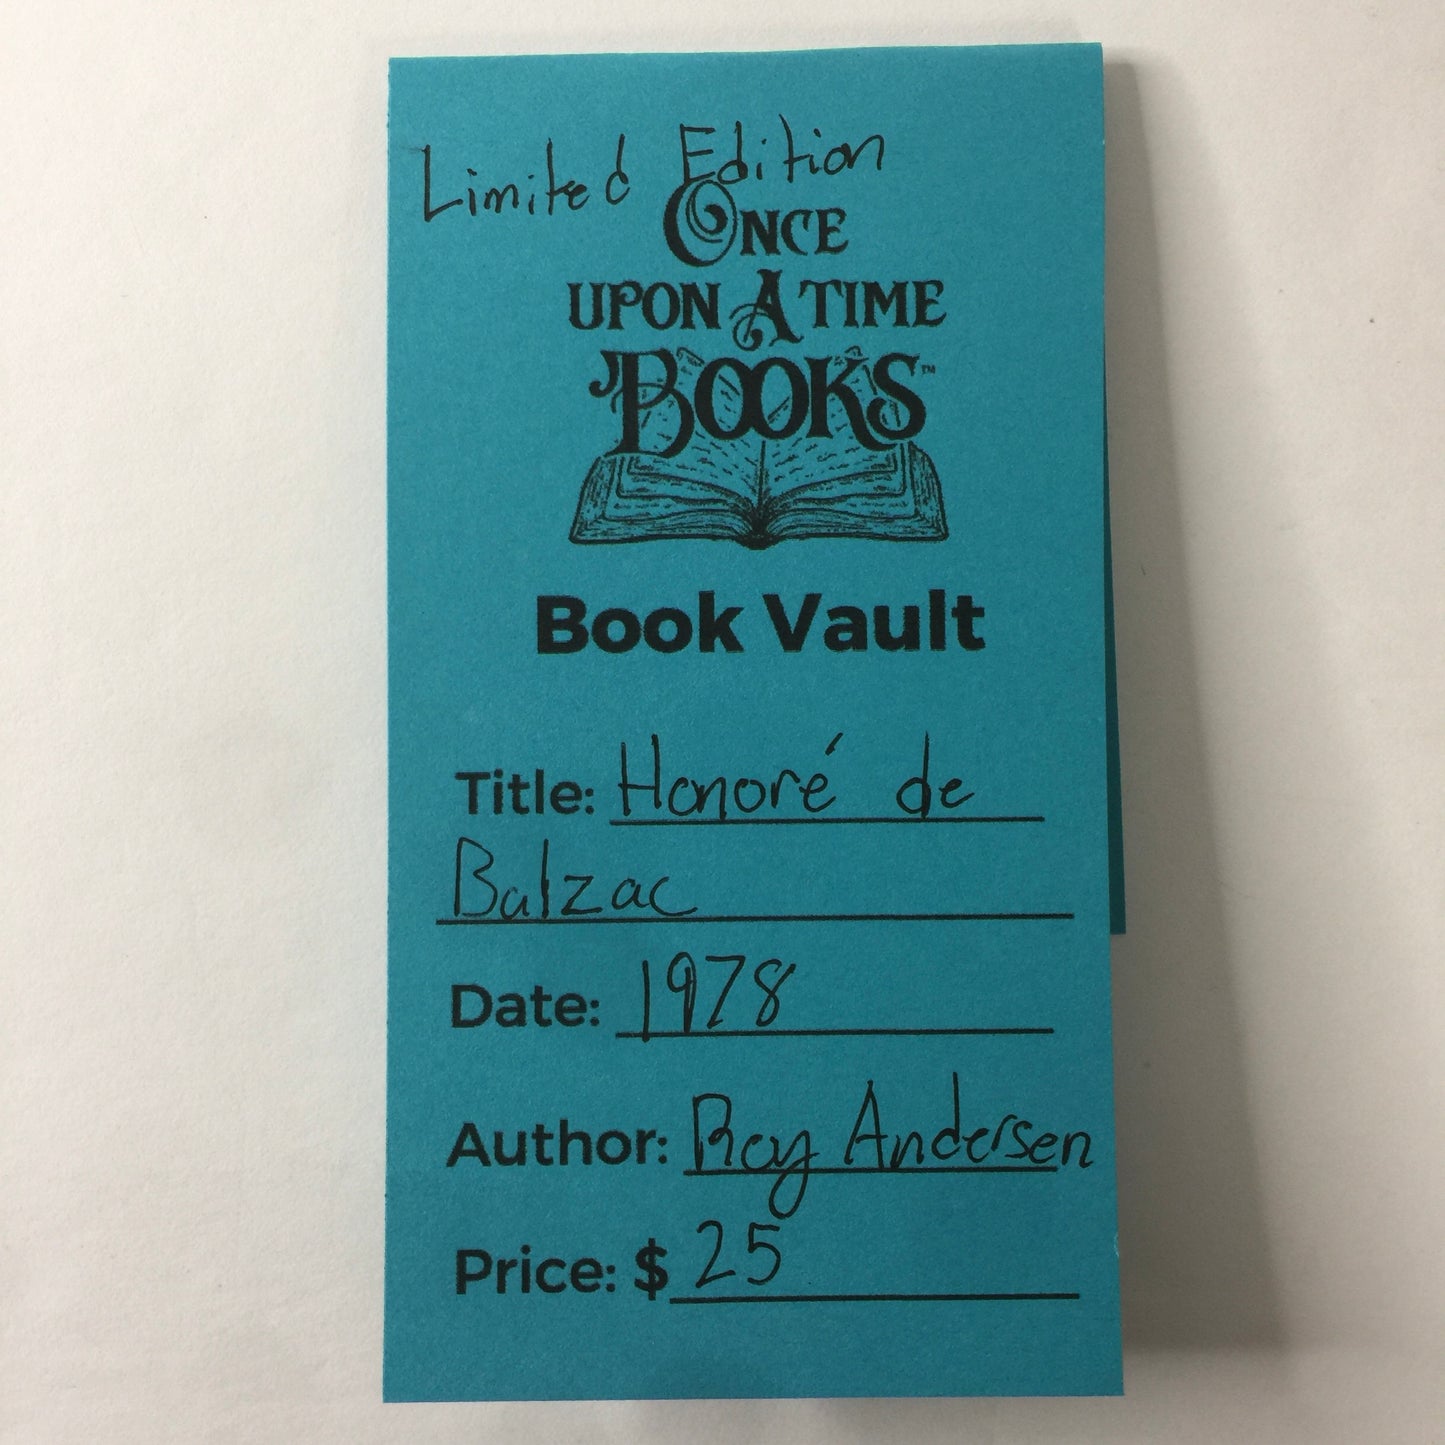 Limited Edition
ONCE
UPON A TIME
BOOKS™
Book Vault
Title: Honoré de
Balzac
Date: 1978
Author: Roy Andersen
Price: $25